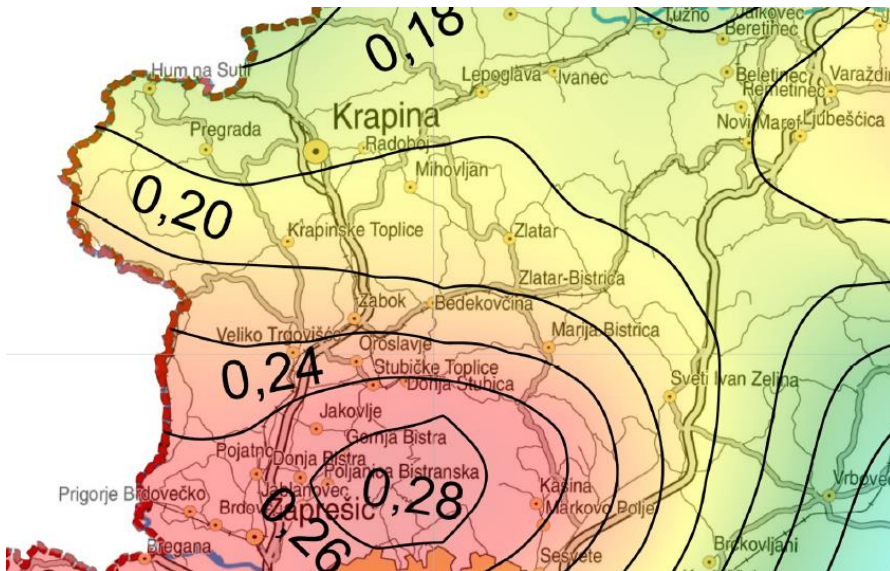 Tužno
Jalkovec
Beretinec
0,18
Hum na Sutli
Lepoglava
Ivanec
Beletinec
Remetinec
Varaždin
Krapina
Pregrada
Radoboj
Novi Marof
Ljubešćica
Mihovljan
0,20
Krapinske Toplice
Zlatar
Zlatar-Bistrica
Zabok
Bedekovčina
Veliko Trgovišće
Oroslavje
Marija Bistrica
0,24
Stubičke Toplice
Donja Stubica
Sveti Ivan Zelina
Jakovlje
Gornja Bistra
Donja Bistra
Poljanica Bistranska
Jablanovec
0,28
Kašina
Prigorje Brdovečko
Zaprešić
Markovo Polje
Vrbovec
0,26
Bregana
Sesvete
Brckovljani